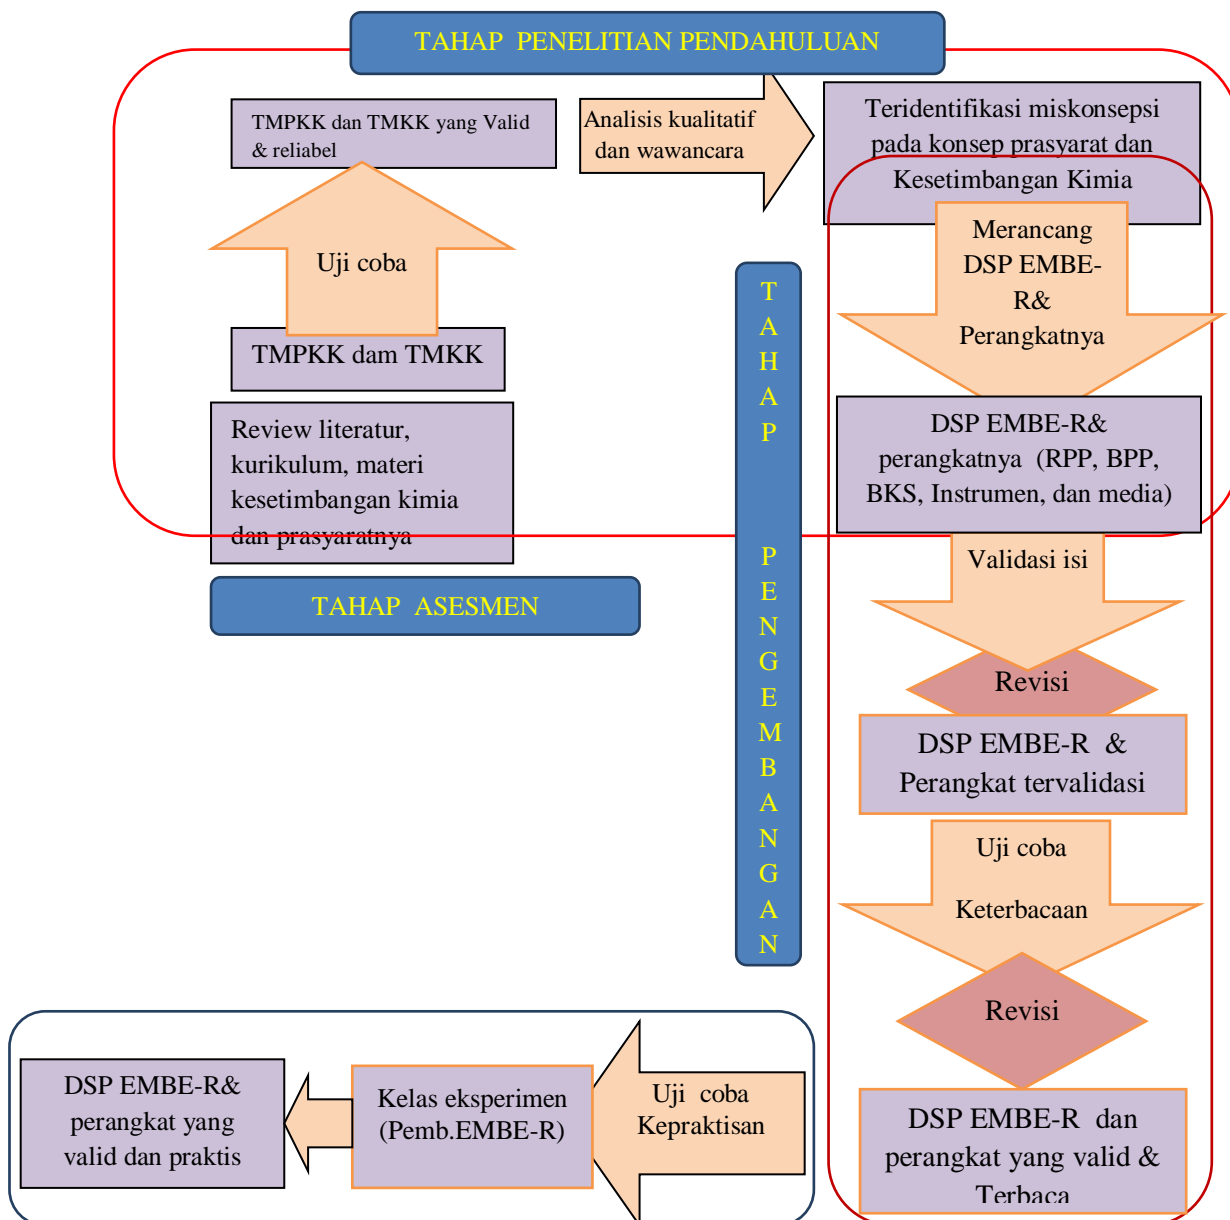 TAHAP PENELITIAN PENDAHULUAN
TMPKK dan TMKK yang Valid
& reliabel
Analisis kualitatif
dan wawancara
Teridentifikasi miskonsepsi
pada konsep prasyarat dan
Kesetimbangan Kimia
Uji coba
Merancang
DSP EMBE-
R&
Perangkatnya
TMPKK dam TMKK
Review literatur,
kurikulum, materi
kesetimbangan kimia
dan prasyaratnya
TAHAP ASESMEN
T
A
H
A
P
P
E
N
G
E
M
B
A
N
G
A
N
DSP EMBE-R&
perangkatnya (RPP, BPP,
BKS, Instrumen, dan media)
Validasi isi
Revisi
DSP EMBE-R &
Perangkat tervalidasi
Uji coba
Keterbacaan
Revisi
DSP EMBE-R dan
perangkat yang valid &
Terbaca
Uji coba
Kepraktisan
Kelas eksperimen
(Pemb.EMBE-R)
DSP EMBE-R&
perangkat yang
valid dan praktis